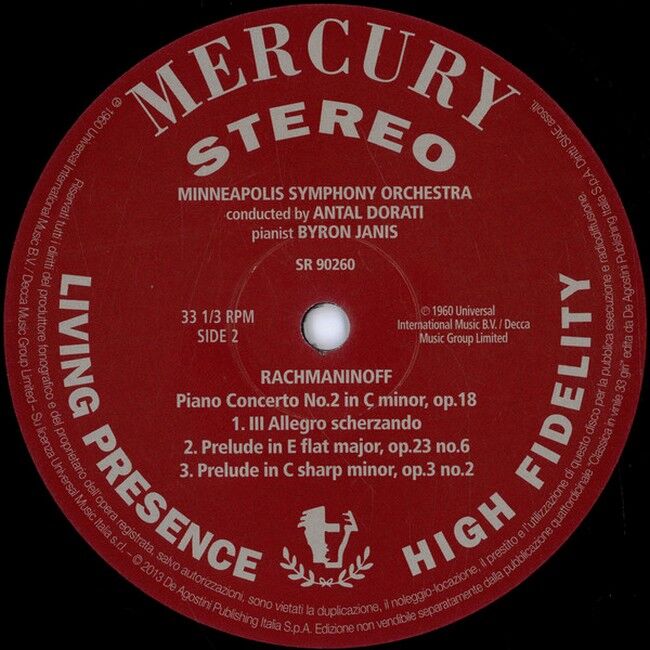 MERCURY
STEREO
MINNEAPOLIS SYMPHONY ORCHESTRA
conducted by ANTAL DORATI
pianist BYRON JANIS
SR 90260
33 1/3 RPM
SIDE 2
℗ 1960 Universal
International Music B.V. / Decca
Music Group Limited
RACHMANINOFF
Piano Concerto No.2 in C minor, op.18
1. III Allegro scherzando
2. Prelude in E flat major, op.23 no.6
3. Prelude in C sharp minor, op.3 no.2
LIVING PRESENCE
HIGH FIDELITY
℗ 1960 Universal International Music B.V. / Decca Music Group Limited – Su licenza Universal Music Italia s.r.l. – © 2013 De Agostini Publishing Italia S.p.A. Edizione non vendibile separatamente dalla pubblicazione quattordicinale "Classica in vinile 33 giri" edita da De Agostini Publishing Italia S.p.A. Diritti SIAE assolti.
Riservati tutti i diritti del produttore fonografico e del proprietario dell'opera registrata, salvo autorizzazioni, sono vietati la duplicazione, il noleggio-locazione, il prestito e l'utilizzazione di questo disco per la pubblica esecuzione e radiodiffusione.